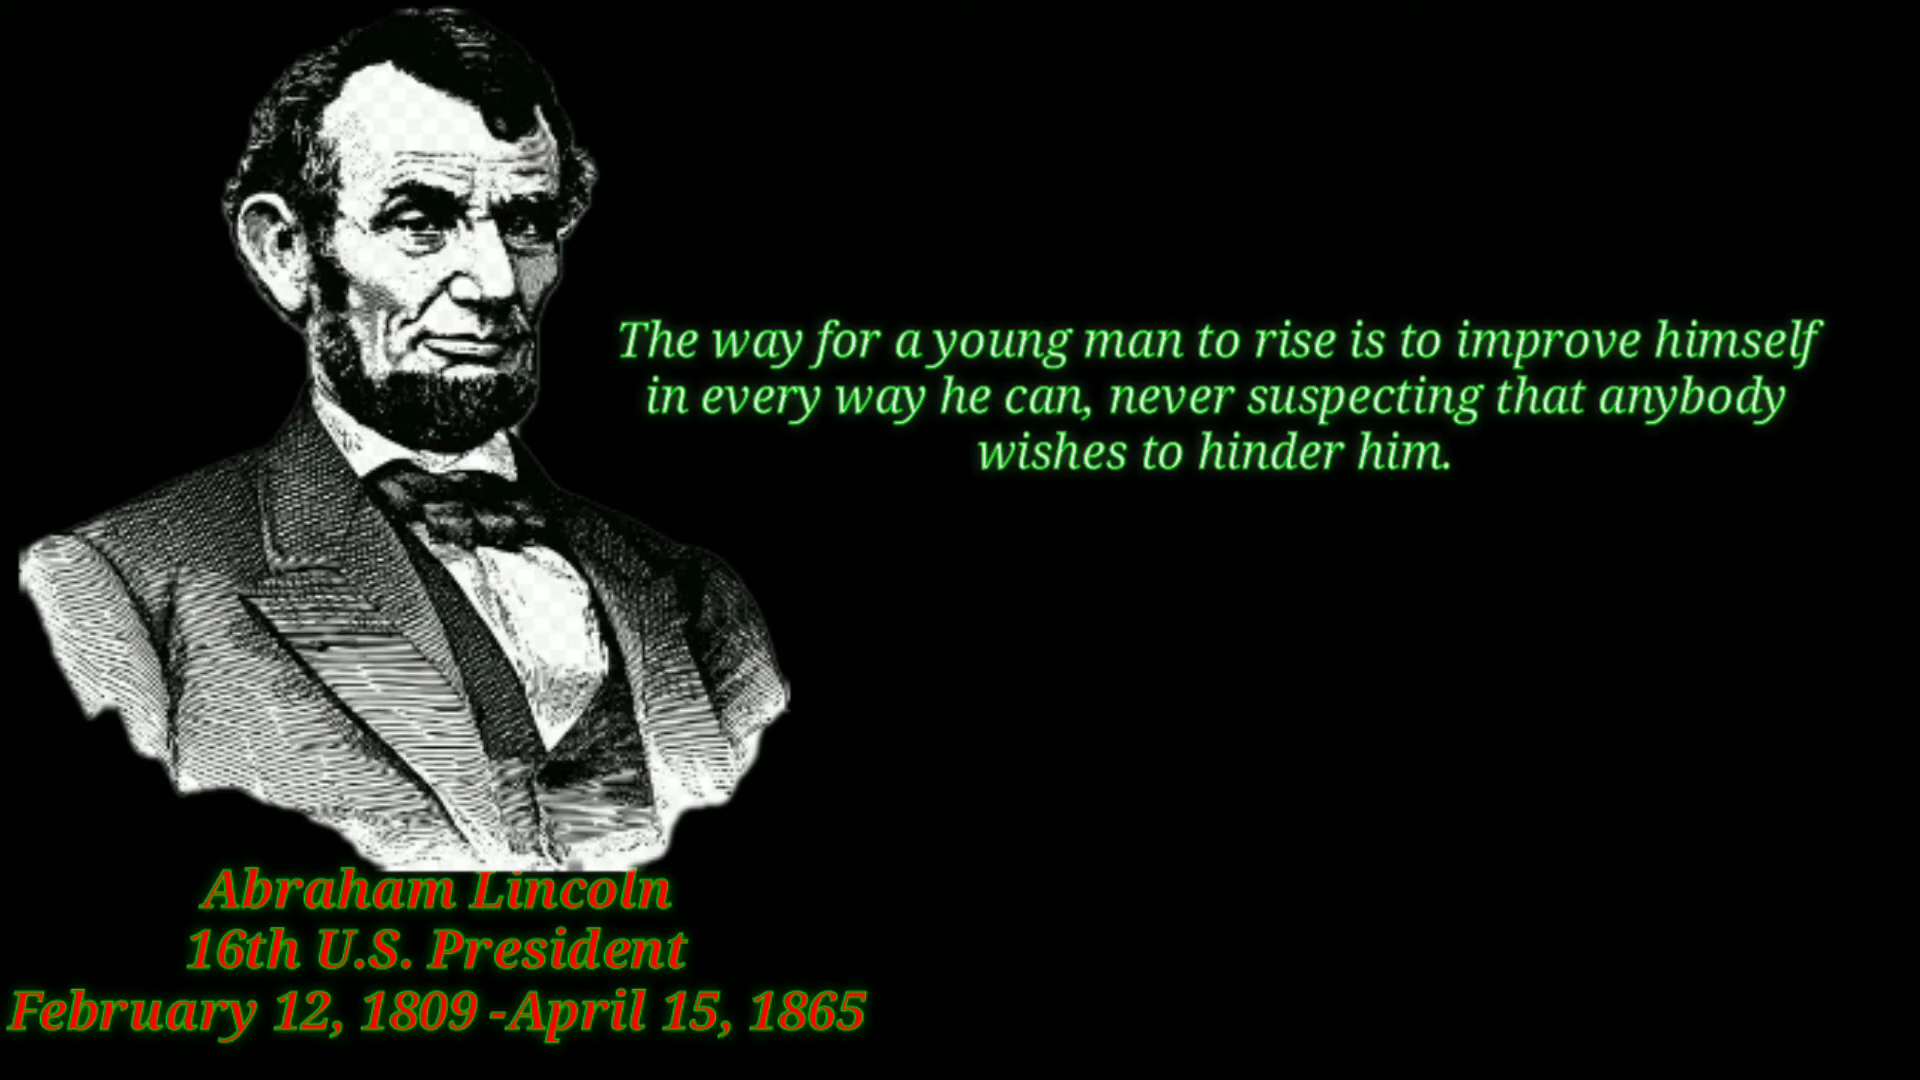 The way for a young man to rise is to improve himself
in every way he can, never suspecting that anybody
wishes to hinder him.
Abraham Lincoln
16th U.S. President
February 12, 1809 -April 15, 1865